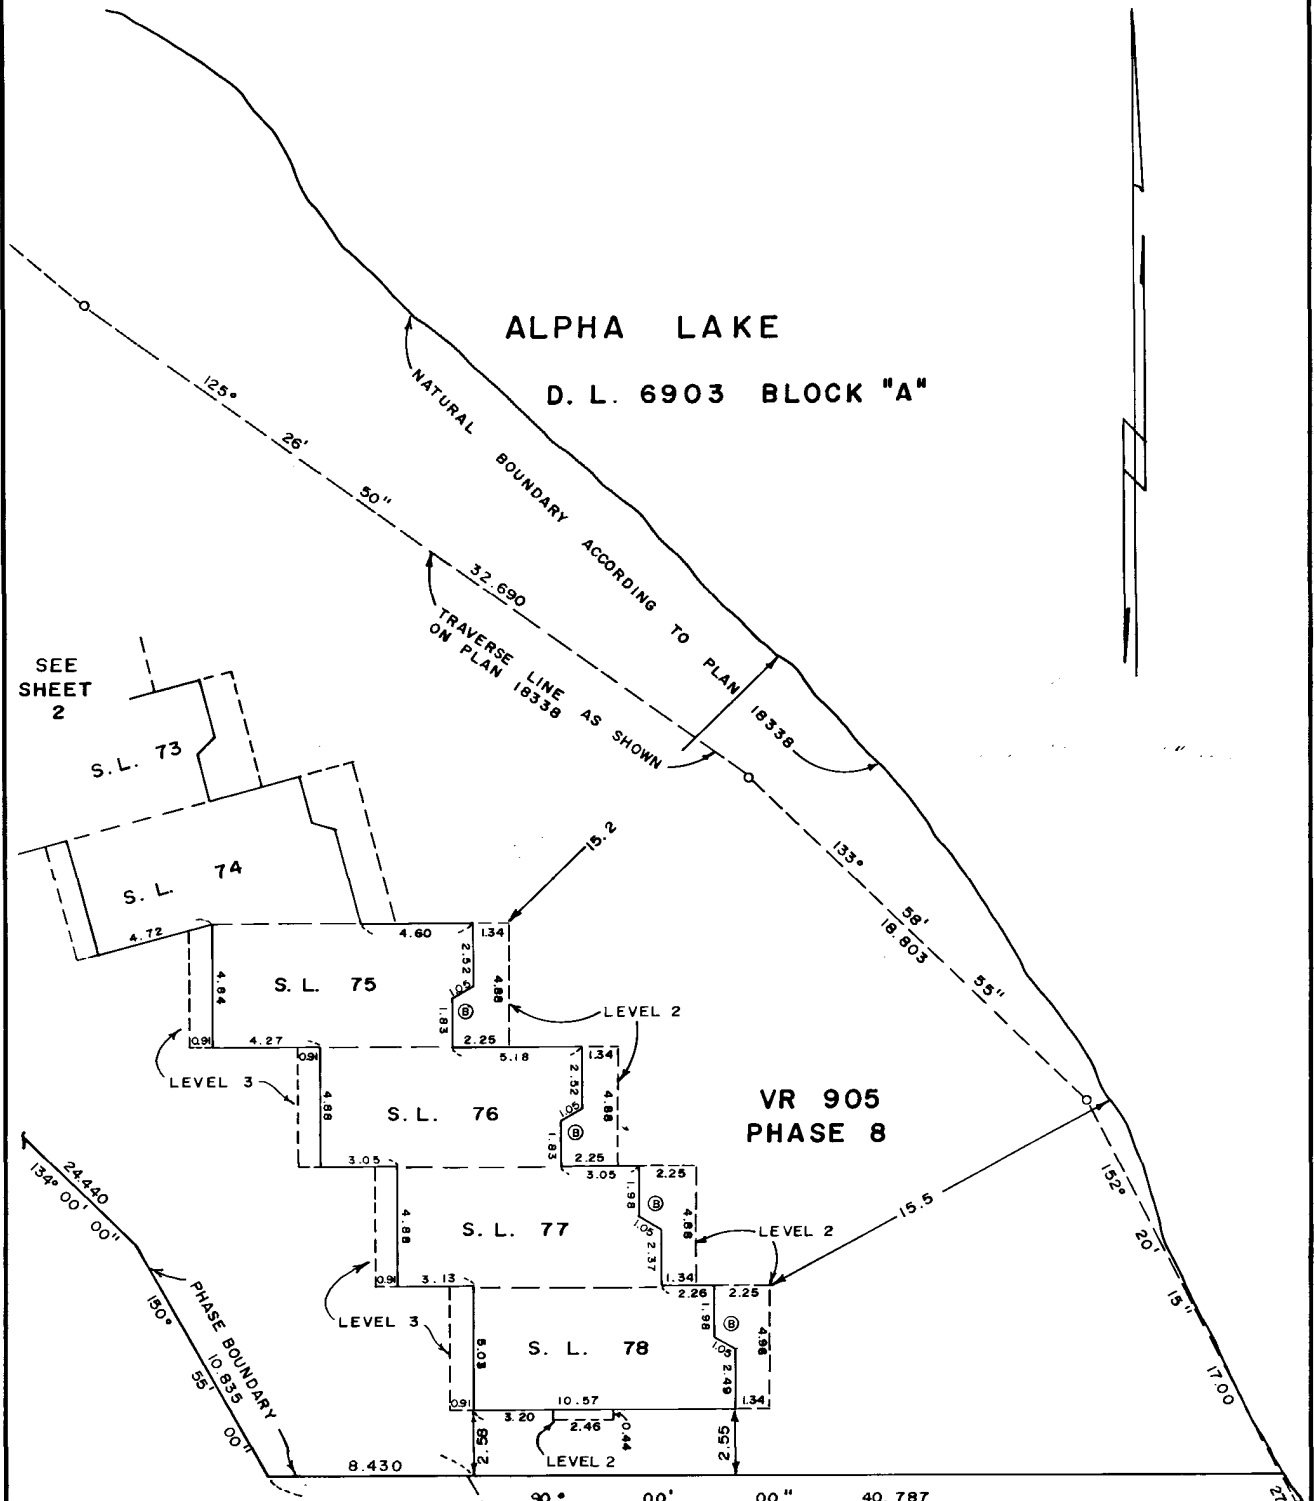 ALPHA LAKE
D. L. 6903 BLOCK "A"
125°
26'
50"
32.690
NATURAL BOUNDARY ACCORDING TO PLAN
18338
TRAVERSE LINE AS SHOWN
ON PLAN 18338
SEE
SHEET
2
S.L. 73
S. L. 74
4.72
15.2
133°
58'
18.803
55"
4.60
1.34
2.52
4.88
1.05
B
1.83
2.25
S. L. 75
4.84
0.91
4.27
LEVEL 2
LEVEL 3
0.91
5.18
1.34
2.52
4.88
1.05
B
1.83
2.25
S. L. 76
4.88
3.05
3.05
2.25
VR 905
PHASE 8
152°
20'
15"
17.00
27
15.5
1.98
B
4.88
1.05
2.37
1.34
S. L. 77
4.88
0.91
3.13
LEVEL 2
LEVEL 3
2.26
2.25
1.98
B
4.98
1.05
2.49
1.34
S. L. 78
5.03
0.91
10.57
3.20
2.46
0.44
LEVEL 2
2.58
2.55
24.440
134° 00' 00"
PHASE BOUNDARY
150°
10.835
55'
00"
8.430
90° 00' 00" 40.787